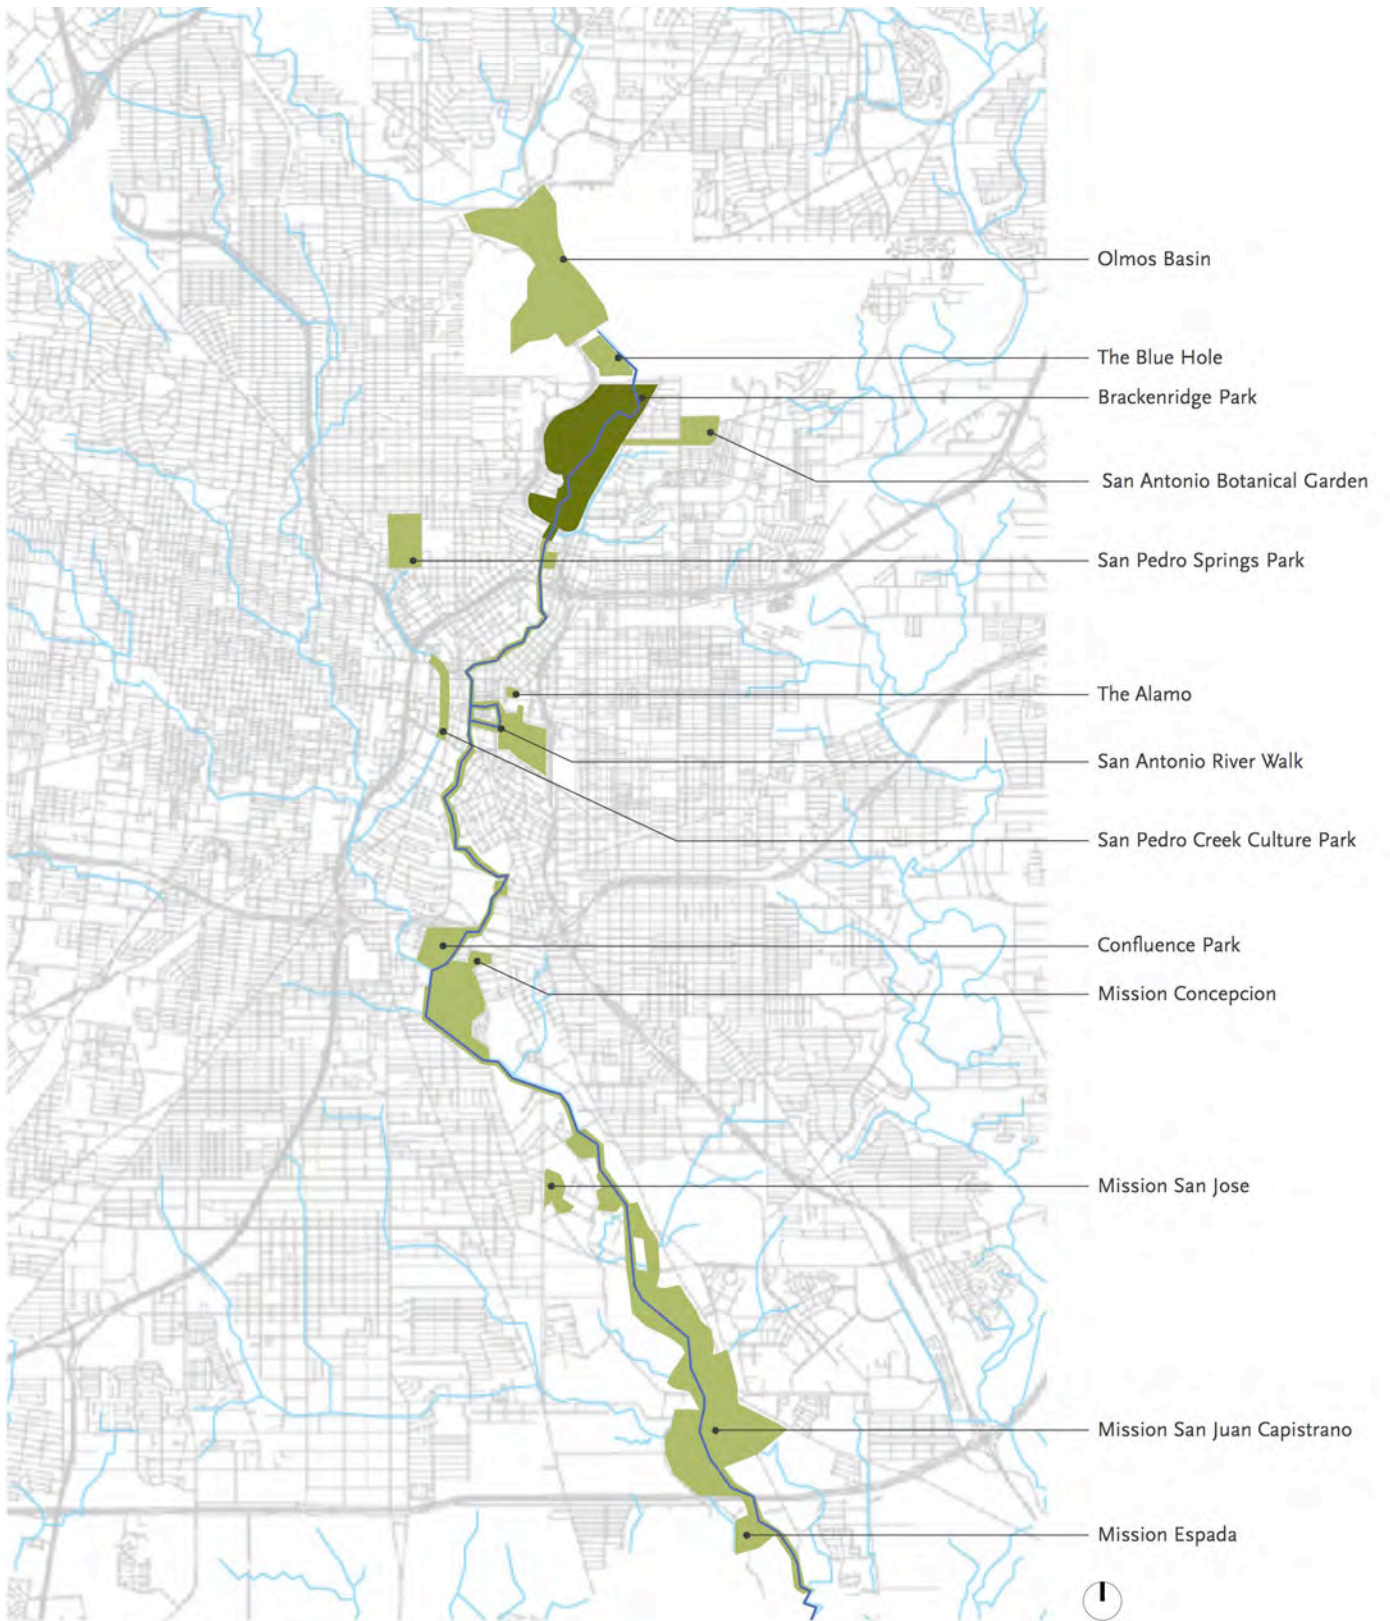 Olmos Basin
The Blue Hole
Brackenridge Park
San Antonio Botanical Garden
San Pedro Springs Park
The Alamo
San Antonio River Walk
San Pedro Creek Culture Park
Confluence Park
Mission Concepcion
Mission San Jose
Mission San Juan Capistrano
Mission Espada